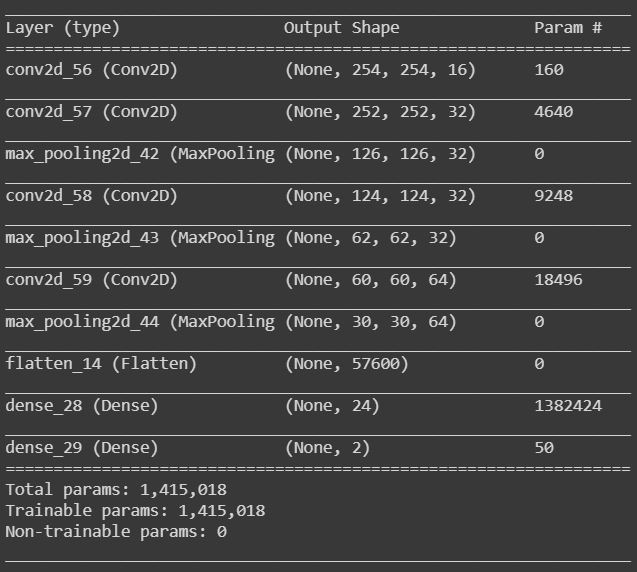 Layer (type) Output Shape Param #
=================================================================
conv2d_56 (Conv2D) (None, 254, 254, 16) 160
conv2d_57 (Conv2D) (None, 252, 252, 32) 4640
max_pooling2d_42 (MaxPooling (None, 126, 126, 32) 0
conv2d_58 (Conv2D) (None, 124, 124, 32) 9248
max_pooling2d_43 (MaxPooling (None, 62, 62, 32) 0
conv2d_59 (Conv2D) (None, 60, 60, 64) 18496
max_pooling2d_44 (MaxPooling (None, 30, 30, 64) 0
flatten_14 (Flatten) (None, 57600) 0
dense_28 (Dense) (None, 24) 1382424
dense_29 (Dense) (None, 2) 50
=================================================================
Total params: 1,415,018
Trainable params: 1,415,018
Non-trainable params: 0